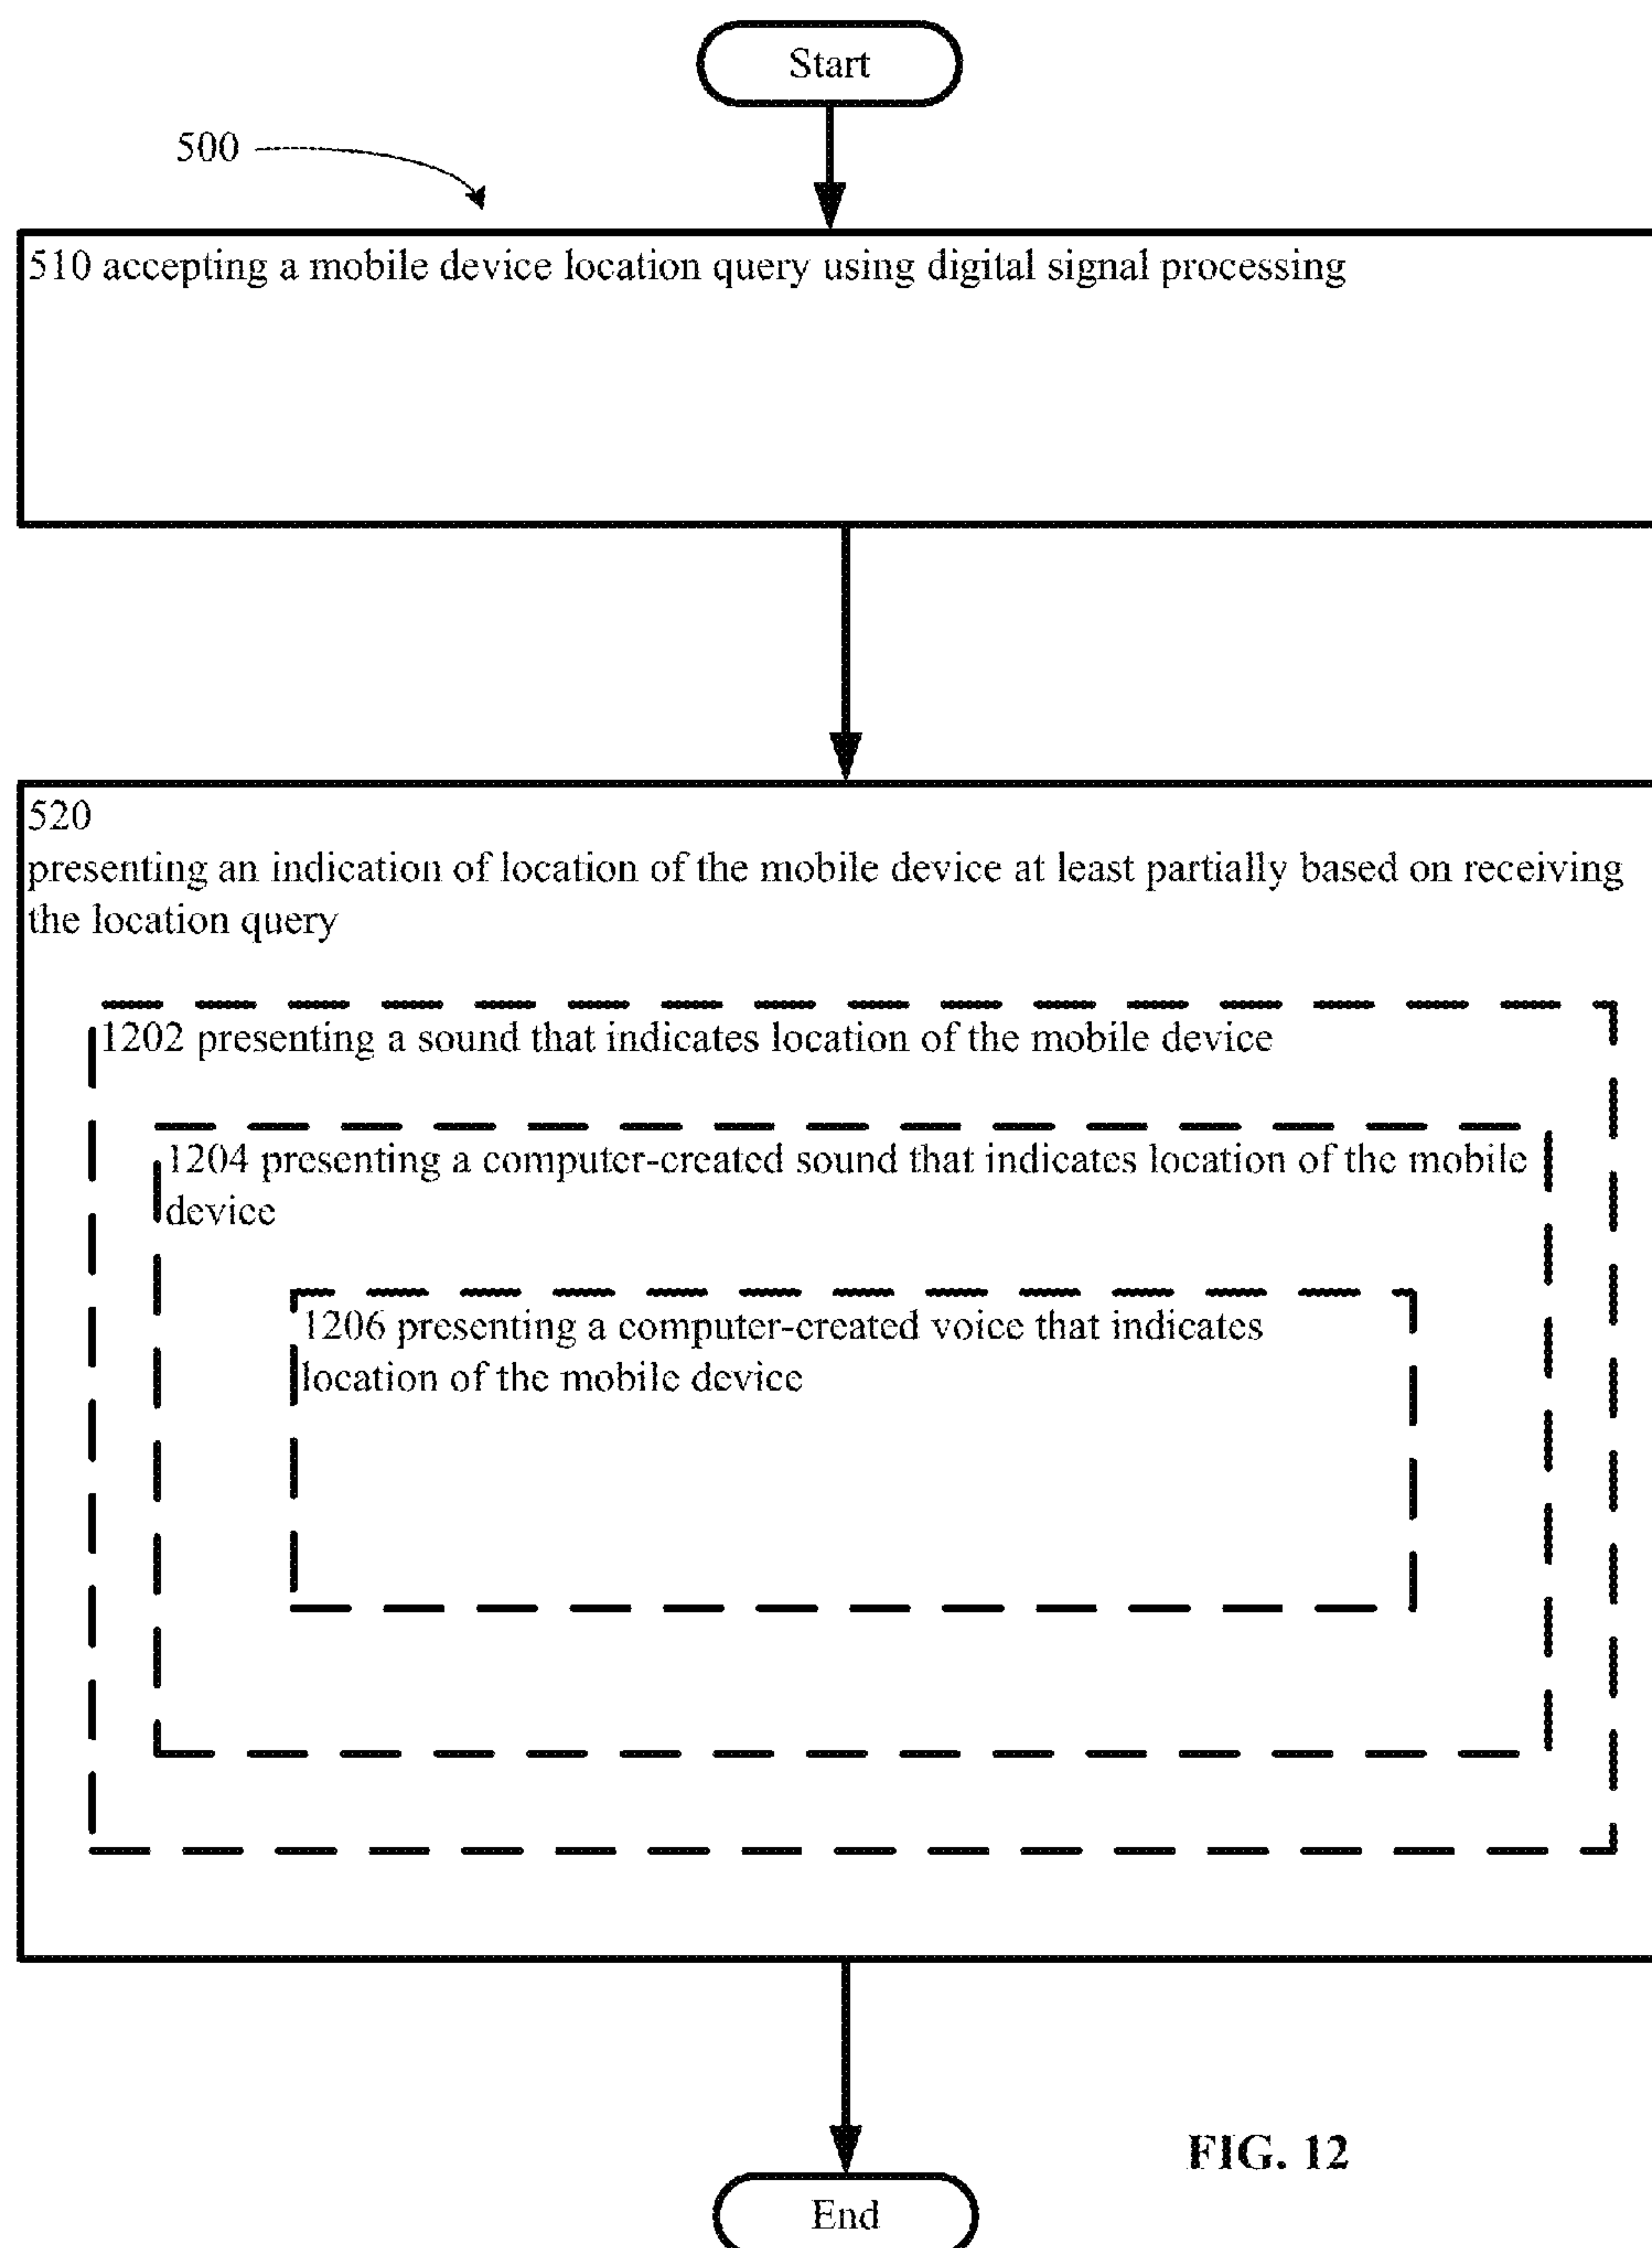 Start
500
510 accepting a mobile device location query using digital signal processing
520
presenting an indication of location of the mobile device at least partially based on receiving
the location query
1202 presenting a sound that indicates location of the mobile device
1204 presenting a computer-created sound that indicates location of the mobile
device
1206 presenting a computer-created voice that indicates
location of the mobile device
FIG. 12
End